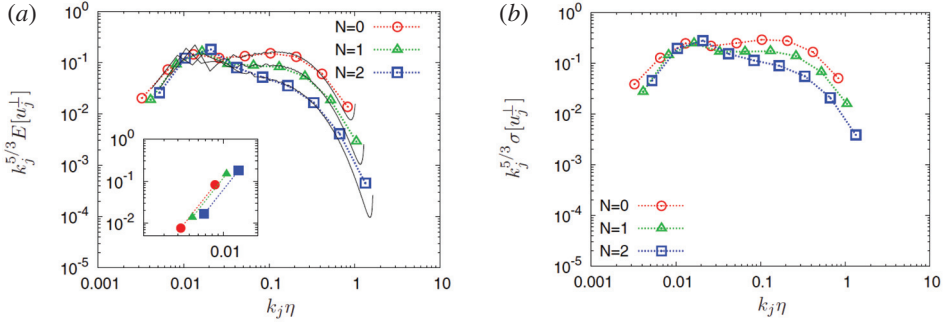 (a)
10^0
10^-1
10^-2
10^-3
10^-4
10^-5
k_j^{5/3} E[u_j^⊥]
N=0
N=1
N=2
10^0
10^-1
10^-2
0.01
0.001
0.01
0.1
1
10
k_jη
(b)
10^0
10^-1
10^-2
10^-3
10^-4
10^-5
k_j^{5/3} σ[u_j^⊥]
N=0
N=1
N=2
0.001
0.01
0.1
1
10
k_jη